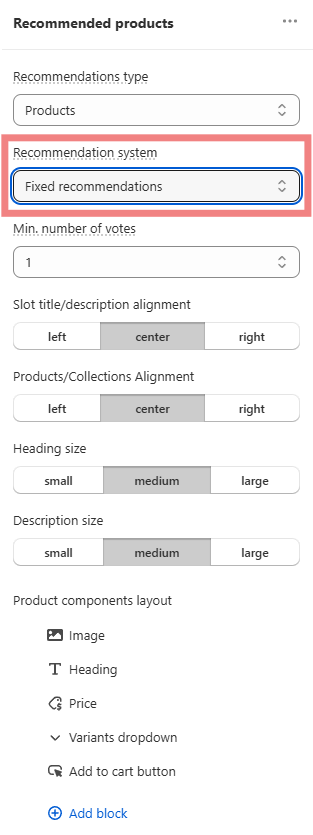 Recommended products
Recommendations type
Products
Recommendation system
Fixed recommendations
Min. number of votes
1
Slot title/description alignment
left center right
Products/Collections Alignment
left center right
Heading size
small medium large
Description size
small medium large
Product components layout
Image
Heading
Price
Variants dropdown
Add to cart button
Add block